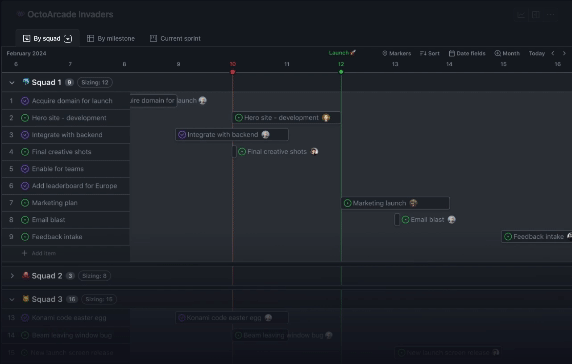 OctoArcade Invaders
By squad By milestone Current sprint
February 2024 Launch 🚀 Markers Sort Date fields Month Today
6 7 8 9 10 11 12 13 14 15 16
Squad 1 9 Sizing: 12
1 Acquire domain for launch uire domain for launch
2 Hero site - development Hero site - development
3 Integrate with backend Integrate with backend
4 Final creative shots Final creative shots
5 Enable for teams
6 Add leaderboard for Europe
7 Marketing plan Marketing launch
8 Email blast Email blast
9 Feedback intake Feedback intake
Add item
Squad 2 3 Sizing:
Squad 3 Sizing:
13 Konami code easter egg Konami code easter egg
14 Beam leaving window bug Beam leaving window bug